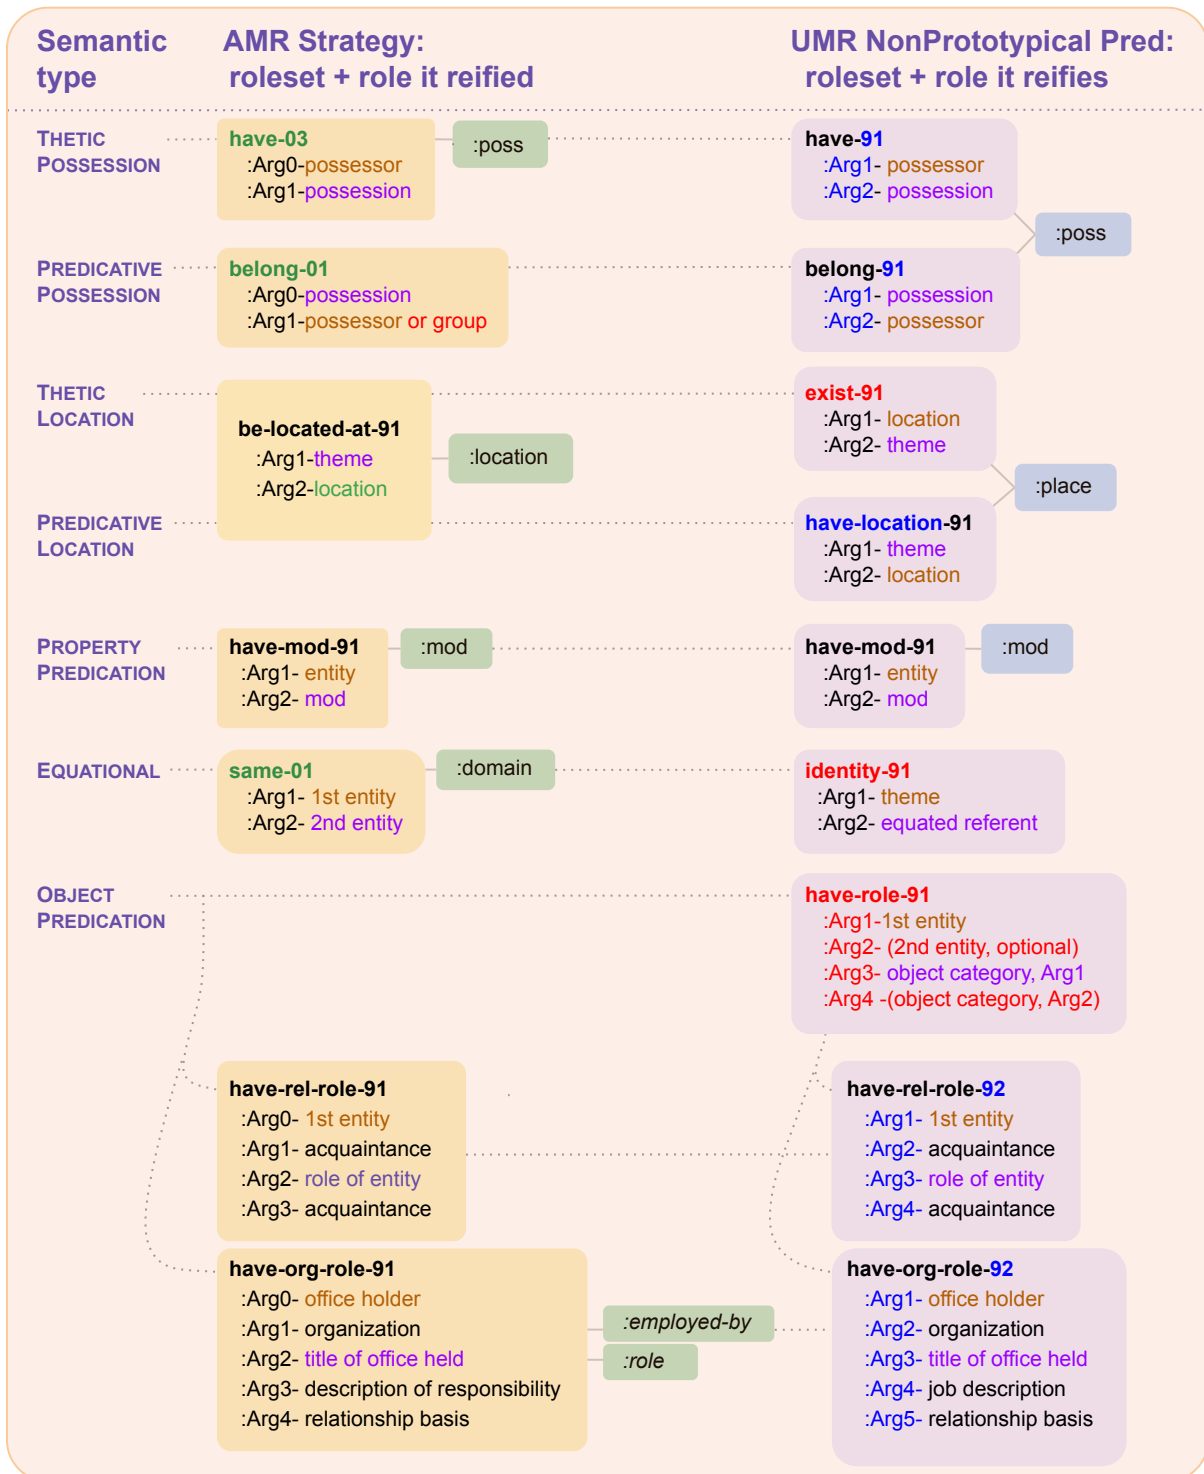 Semantic type
AMR Strategy:
roleset + role it reified
UMR NonPrototypical Pred:
roleset + role it reifies
THETIC
POSSESSION
have-03
:Arg0-possessor
:Arg1-possession
:poss
have-91
:Arg1- possessor
:Arg2- possession
:poss
PREDICATIVE
POSSESSION
belong-01
:Arg0-possession
:Arg1-possessor or group
belong-91
:Arg1- possession
:Arg2- possessor
THETIC
LOCATION
be-located-at-91
:Arg1-theme
:Arg2-location
:location
exist-91
:Arg1- location
:Arg2- theme
:place
PREDICATIVE
LOCATION
have-location-91
:Arg1- theme
:Arg2- location
PROPERTY
PREDICATION
have-mod-91
:Arg1- entity
:Arg2- mod
:mod
have-mod-91
:Arg1- entity
:Arg2- mod
:mod
EQUATIONAL
same-01
:Arg1- 1st entity
:Arg2- 2nd entity
:domain
identity-91
:Arg1- theme
:Arg2- equated referent
OBJECT
PREDICATION
have-role-91
:Arg1-1st entity
:Arg2- (2nd entity, optional)
:Arg3- object category, Arg1
:Arg4 -(object category, Arg2)
have-rel-role-91
:Arg0- 1st entity
:Arg1- acquaintance
:Arg2- role of entity
:Arg3- acquaintance
have-rel-role-92
:Arg1- 1st entity
:Arg2- acquaintance
:Arg3- role of entity
:Arg4- acquaintance
have-org-role-91
:Arg0- office holder
:Arg1- organization
:Arg2- title of office held
:Arg3- description of responsibility
:Arg4- relationship basis
:employed-by
:role
have-org-role-92
:Arg1- office holder
:Arg2- organization
:Arg3- title of office held
:Arg4- job description
:Arg5- relationship basis